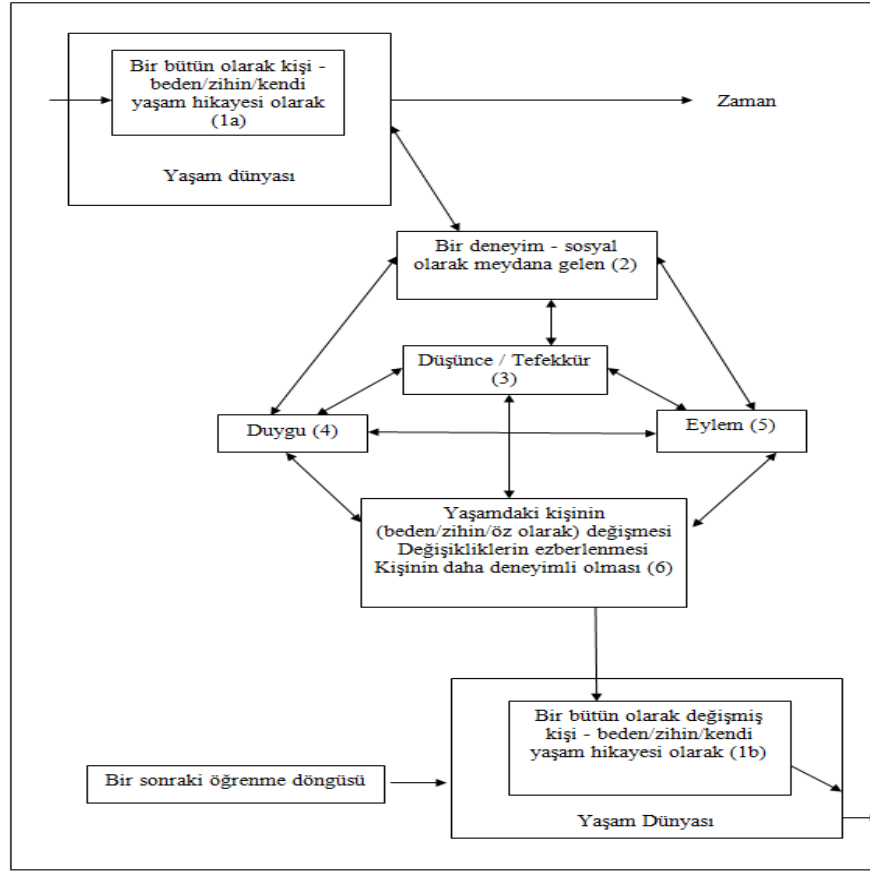 Bir bütün olarak kişi -
beden/zihin/kendi
yaşam hikayesi olarak
(1a)
Zaman
Yaşam dünyası
Bir deneyim - sosyal
olarak meydana gelen (2)
Düşünce / Tefekkür
(3)
Duygu (4)
Eylem (5)
Yaşamdaki kişinin
(beden/zihin/öz olarak) değişmesi
Değişikliklerin ezberlenmesi
Kişinin daha deneyimli olması (6)
Bir bütün olarak değişmiş
kişi - beden/zihin/kendi
yaşam hikayesi olarak (1b)
Bir sonraki öğrenme döngüsü
Yaşam Dünyası